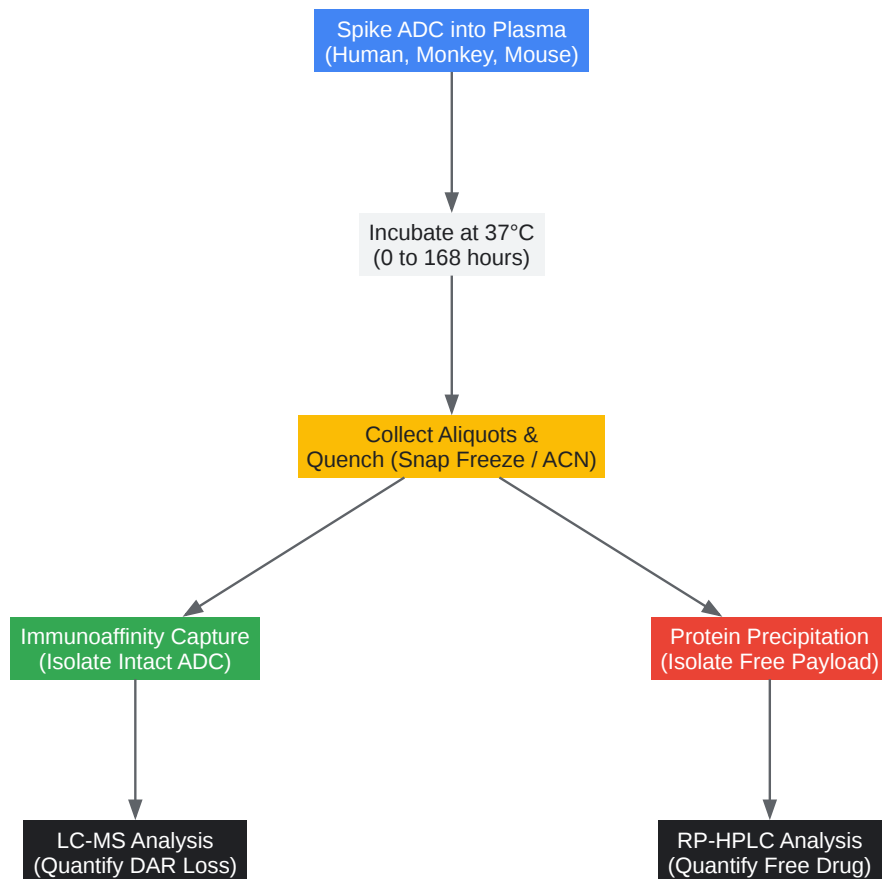 Spike ADC into Plasma
(Human, Monkey, Mouse)
Incubate at 37°C
(0 to 168 hours)
Collect Aliquots &
Quench (Snap Freeze / ACN)
Immunoaffinity Capture
(Isolate Intact ADC)
Protein Precipitation
(Isolate Free Payload)
LC-MS Analysis
(Quantify DAR Loss)
RP-HPLC Analysis
(Quantify Free Drug)